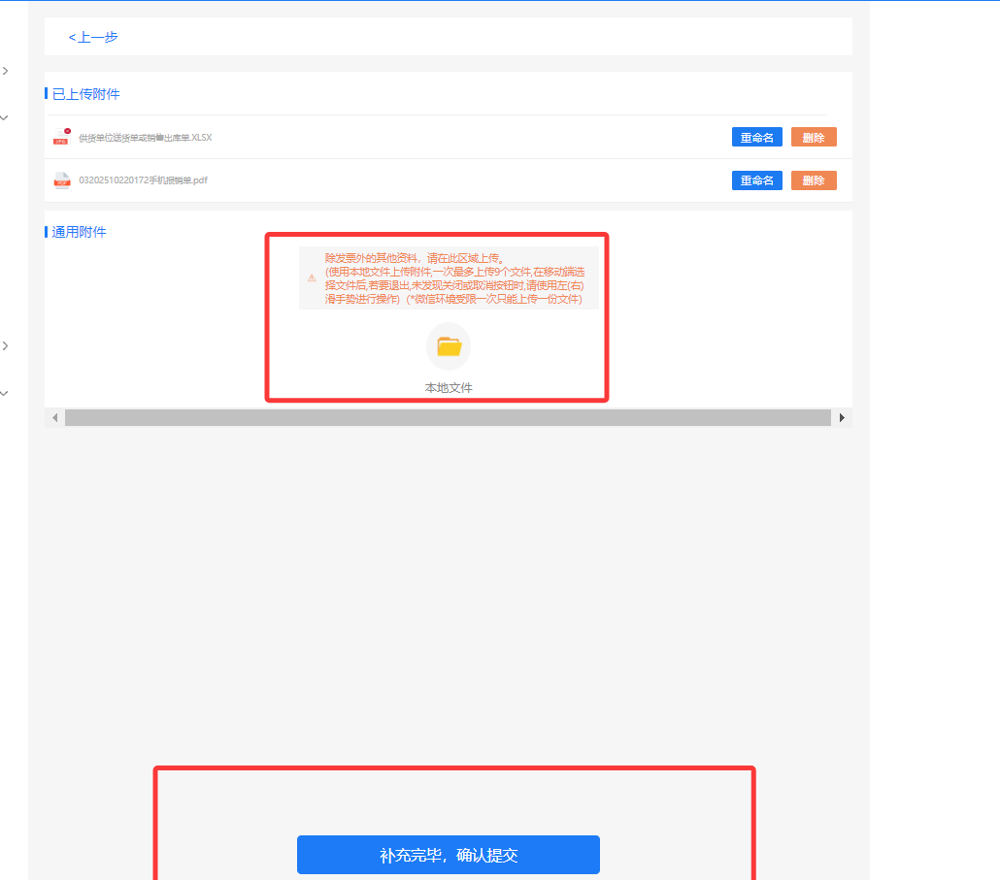 <上一步
已上传附件
供货单位送货单或销售出库单.XLSX
重命名
删除
03202510220172手机报销单.pdf
重命名
删除
通用附件
除发票外的其他资料，请在此区域上传。
(使用本地文件上传附件,一次最多上传9个文件,在移动端选
择文件后,若要退出,未发现关闭或取消按钮时,请使用左(右)
滑手势进行操作)（*微信环境受限一次只能上传一份文件）
本地文件
补充完毕，确认提交